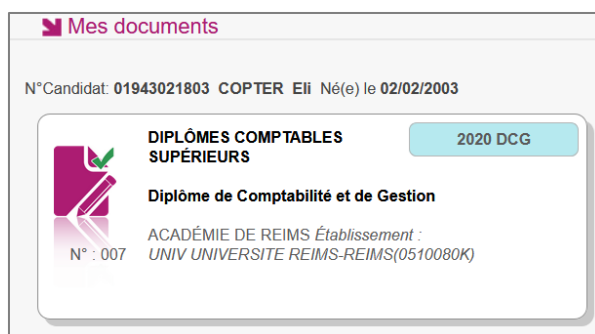 Mes documents
N°Candidat: 01943021803 COPTER Eli Né(e) le 02/02/2003
DIPLÔMES COMPTABLES
SUPÉRIEURS
2020 DCG
Diplôme de Comptabilité et de Gestion
ACADÉMIE DE REIMS Établissement :
N° : 007 UNIV UNIVERSITE REIMS-REIMS(0510080K)